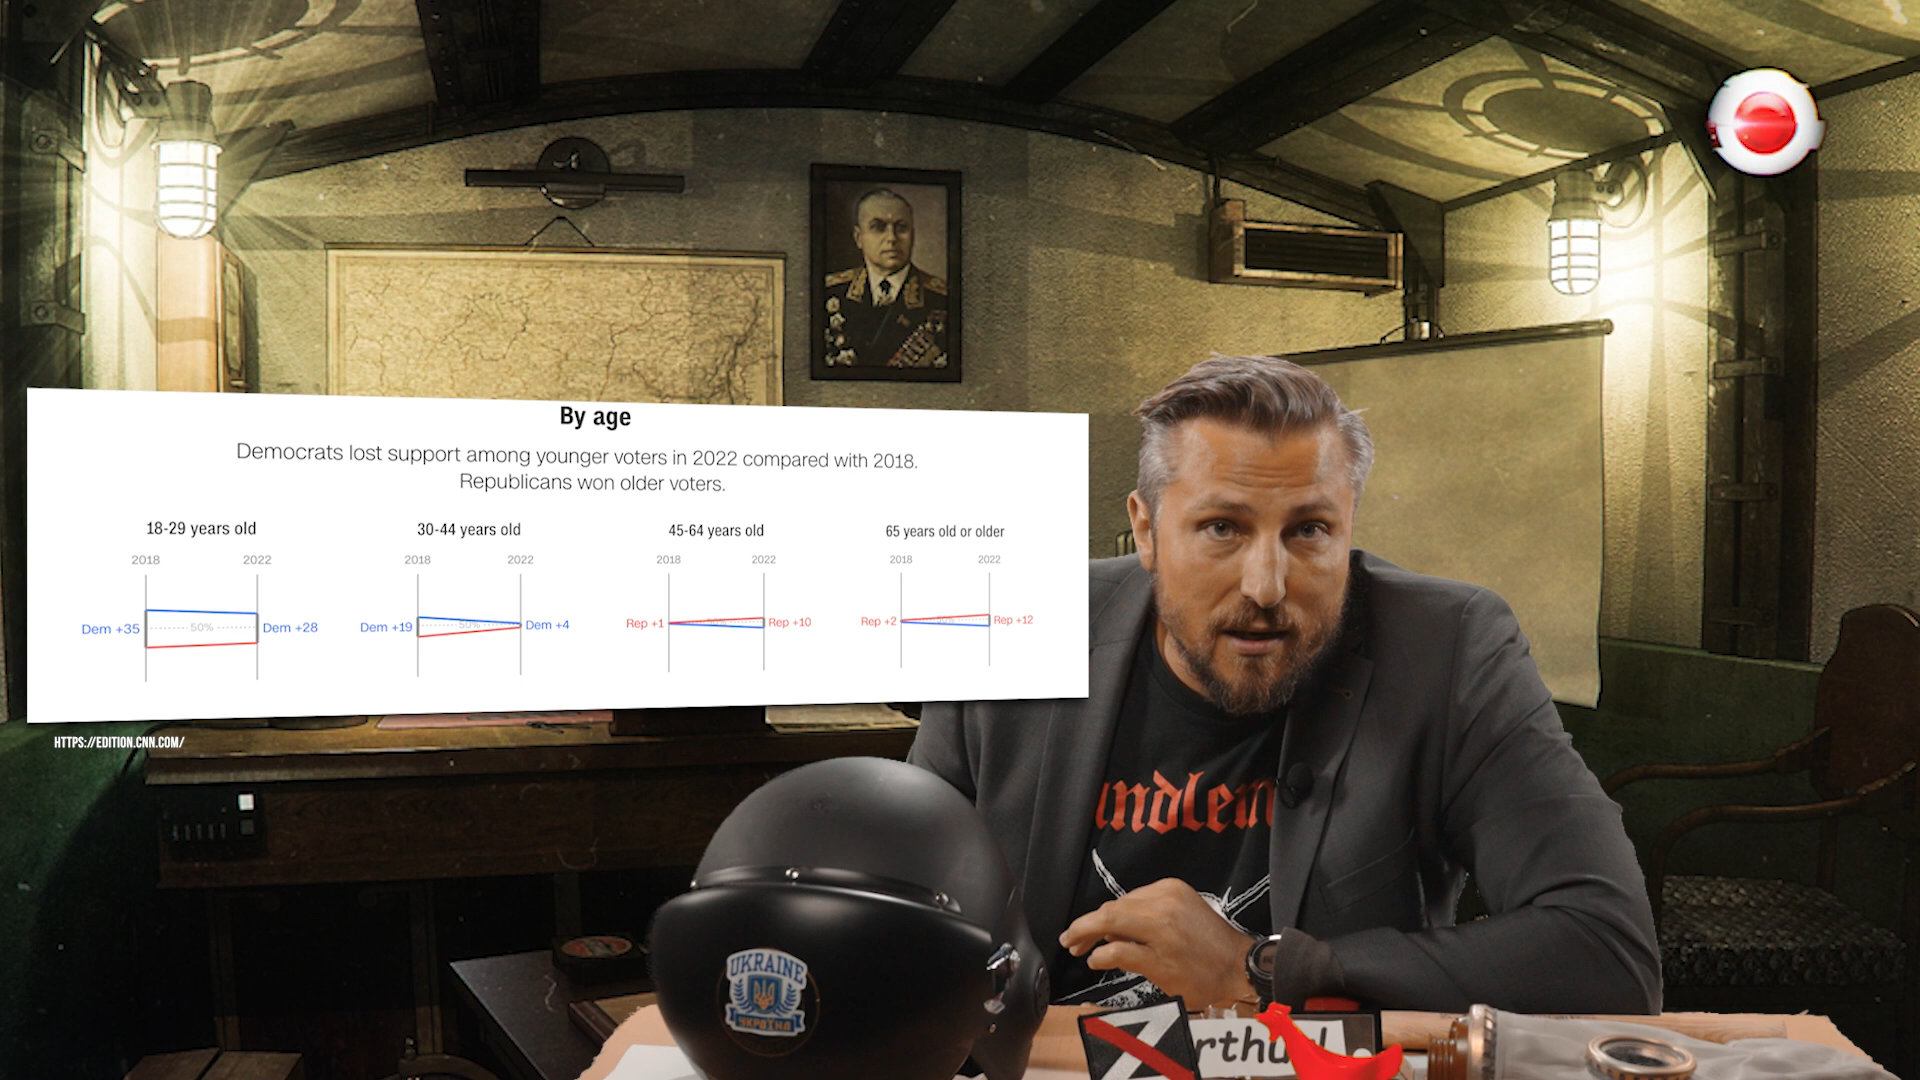 By age
Democrats lost support among younger voters in 2022 compared with 2018.
Republicans won older voters.
18-29 years old
30-44 years old
45-64 years old
65 years old or older
2018 2022
2018 2022
2018 2022
2018 2022
Dem +35 50% Dem +28
Dem +19 50% Dem +4
Rep +1 Rep +10
Rep +2 Rep +12
HTTPS://EDITION.CNN.COM/
UKRAINE
УКРАЇНА